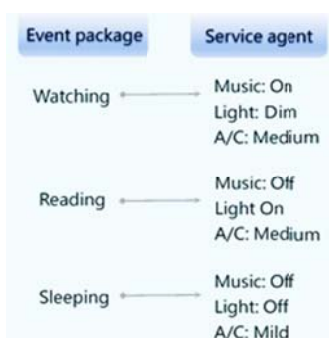 Event package Service agent
Watching
Music: On
Light: Dim
A/C: Medium
Reading
Music: Off
Light On
A/C: Medium
Sleeping
Music: Off
Light: Off
A/C: Mild